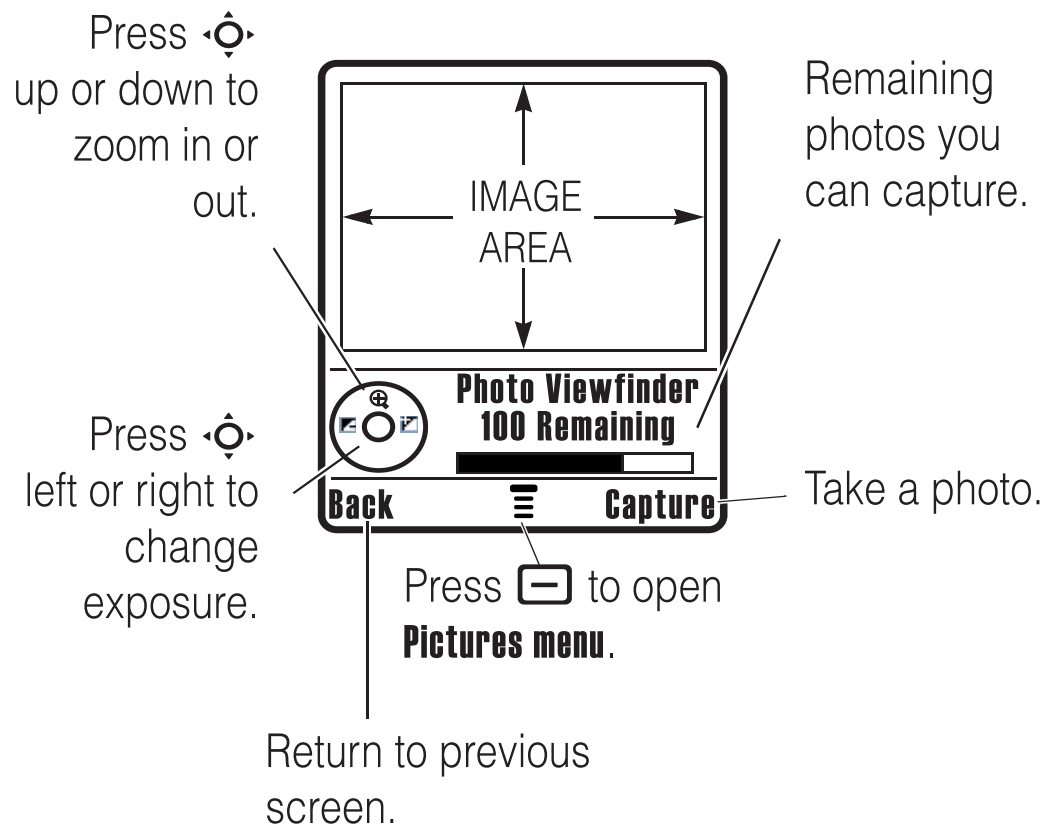 Press
up or down to
zoom in or
out.
Remaining
photos you
can capture.
IMAGE
AREA
Photo Viewfinder
100 Remaining
Press
left or right to
change
exposure.
Back
Capture
Take a photo.
Press to open
Pictures menu.
Return to previous
screen.